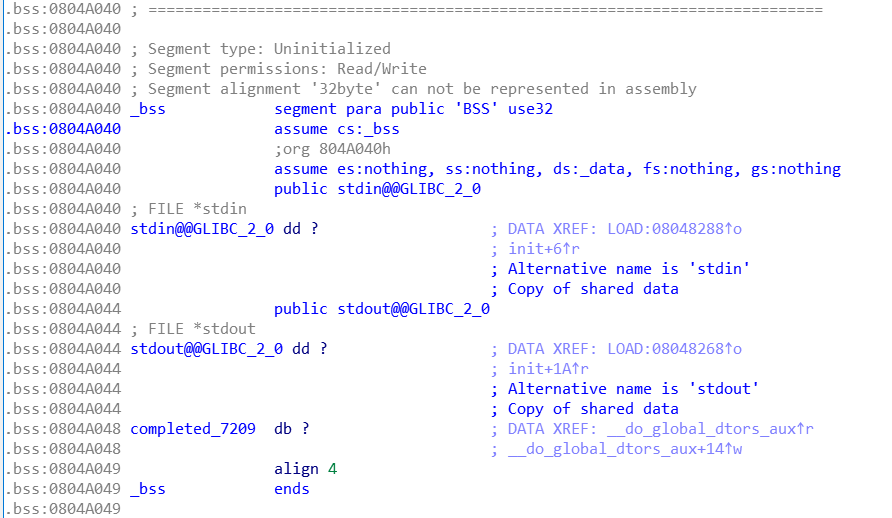 .bss:0804A040 ; ===========================================================================
.bss:0804A040
.bss:0804A040 ; Segment type: Uninitialized
.bss:0804A040 ; Segment permissions: Read/Write
.bss:0804A040 ; Segment alignment '32byte' can not be represented in assembly
.bss:0804A040 _bss            segment para public 'BSS' use32
.bss:0804A040                 assume cs:_bss
.bss:0804A040                 ;org 804A040h
.bss:0804A040                 assume es:nothing, ss:nothing, ds:_data, fs:nothing, gs:nothing
.bss:0804A040                 public stdin@@GLIBC_2_0
.bss:0804A040 ; FILE *stdin
.bss:0804A040 stdin@@GLIBC_2_0 dd ?                   ; DATA XREF: LOAD:08048288↑o
.bss:0804A040                                         ; init+6↑r
.bss:0804A040                                         ; Alternative name is 'stdin'
.bss:0804A040                                         ; Copy of shared data
.bss:0804A044                 public stdout@@GLIBC_2_0
.bss:0804A044 ; FILE *stdout
.bss:0804A044 stdout@@GLIBC_2_0 dd ?                  ; DATA XREF: LOAD:08048268↑o
.bss:0804A044                                         ; init+1A↑r
.bss:0804A044                                         ; Alternative name is 'stdout'
.bss:0804A044                                         ; Copy of shared data
.bss:0804A048 completed_7209  db ?                    ; DATA XREF: __do_global_dtors_aux↑r
.bss:0804A048                                         ; __do_global_dtors_aux+14↑w
.bss:0804A049                 align 4
.bss:0804A049 _bss            ends
.bss:0804A049